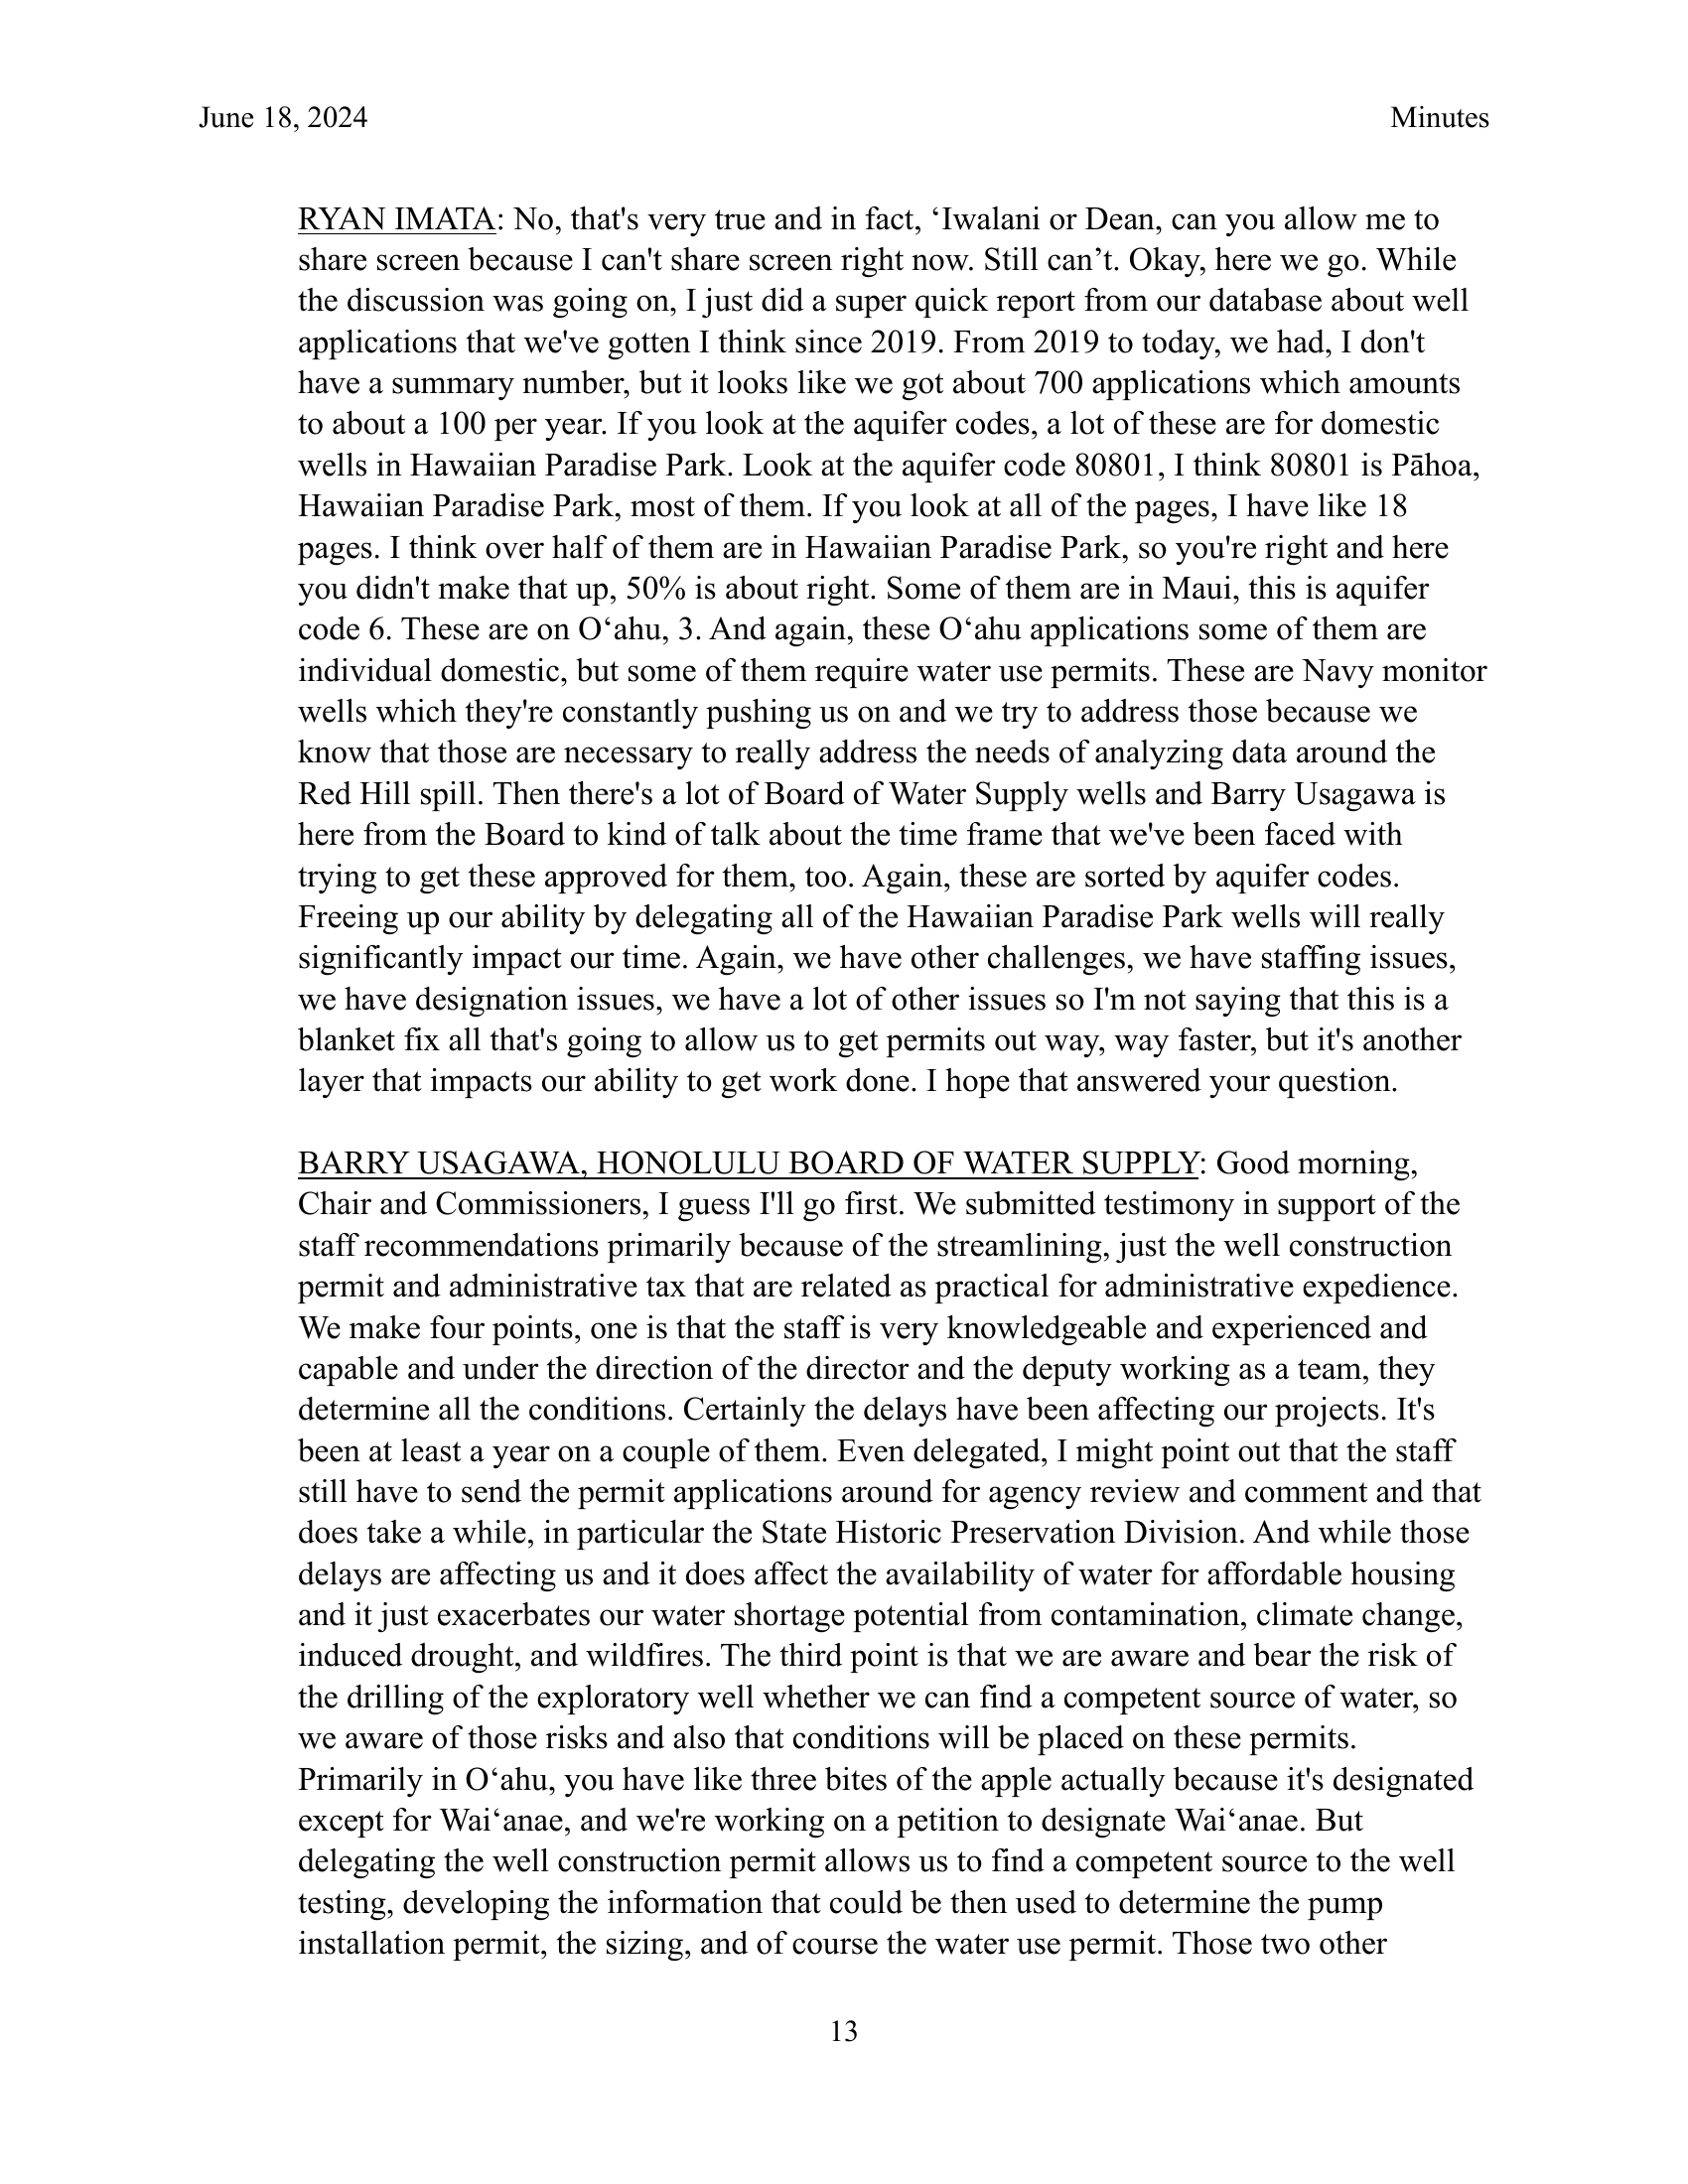 June 18, 2024 Minutes
RYAN IMATA: No, that's very true and in fact, ‘Iwalani or Dean, can you allow me to
share screen because I can't share screen right now. Still can’t. Okay, here we go. While
the discussion was going on, I just did a super quick report from our database about well
applications that we've gotten I think since 2019. From 2019 to today, we had, I don't
have a summary number, but it looks like we got about 700 applications which amounts
to about a 100 per year. If you look at the aquifer codes, a lot of these are for domestic
wells in Hawaiian Paradise Park. Look at the aquifer code 80801, I think 80801 is Pāhoa,
Hawaiian Paradise Park, most of them. If you look at all of the pages, I have like 18
pages. I think over half of them are in Hawaiian Paradise Park, so you're right and here
you didn't make that up, 50% is about right. Some of them are in Maui, this is aquifer
code 6. These are on O‘ahu, 3. And again, these O‘ahu applications some of them are
individual domestic, but some of them require water use permits. These are Navy monitor
wells which they're constantly pushing us on and we try to address those because we
know that those are necessary to really address the needs of analyzing data around the
Red Hill spill. Then there's a lot of Board of Water Supply wells and Barry Usagawa is
here from the Board to kind of talk about the time frame that we've been faced with
trying to get these approved for them, too. Again, these are sorted by aquifer codes.
Freeing up our ability by delegating all of the Hawaiian Paradise Park wells will really
significantly impact our time. Again, we have other challenges, we have staffing issues,
we have designation issues, we have a lot of other issues so I'm not saying that this is a
blanket fix all that's going to allow us to get permits out way, way faster, but it's another
layer that impacts our ability to get work done. I hope that answered your question.
BARRY USAGAWA, HONOLULU BOARD OF WATER SUPPLY: Good morning,
Chair and Commissioners, I guess I'll go first. We submitted testimony in support of the
staff recommendations primarily because of the streamlining, just the well construction
permit and administrative tax that are related as practical for administrative expedience.
We make four points, one is that the staff is very knowledgeable and experienced and
capable and under the direction of the director and the deputy working as a team, they
determine all the conditions. Certainly the delays have been affecting our projects. It's
been at least a year on a couple of them. Even delegated, I might point out that the staff
still have to send the permit applications around for agency review and comment and that
does take a while, in particular the State Historic Preservation Division. And while those
delays are affecting us and it does affect the availability of water for affordable housing
and it just exacerbates our water shortage potential from contamination, climate change,
induced drought, and wildfires. The third point is that we are aware and bear the risk of
the drilling of the exploratory well whether we can find a competent source of water, so
we aware of those risks and also that conditions will be placed on these permits.
Primarily in O‘ahu, you have like three bites of the apple actually because it's designated
except for Wai‘anae, and we're working on a petition to designate Wai‘anae. But
delegating the well construction permit allows us to find a competent source to the well
testing, developing the information that could be then used to determine the pump
installation permit, the sizing, and of course the water use permit. Those two other
13